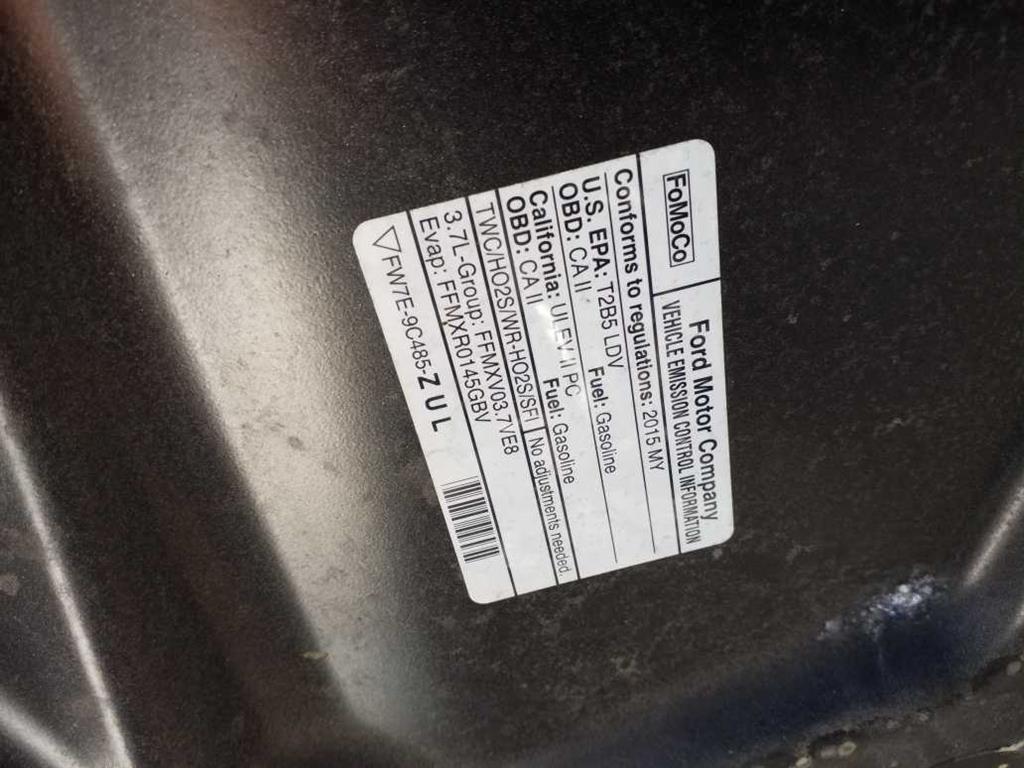 FoMoCo
Ford Motor Company
VEHICLE EMISSION CONTROL INFORMATION
Conforms to regulations: 2015 MY
U.S. EPA: T2B5 LDV Fuel: Gasoline
OBD: CA II
California: ULEV II PC Fuel: Gasoline
OBD: CA II
TWC/HO2S/WR-HO2S/SFI No adjustments needed.
3.7L-Group: FFMXV03.7VE8
Evap: FFMXR0145GBV
FW7E-9C485-Z U L